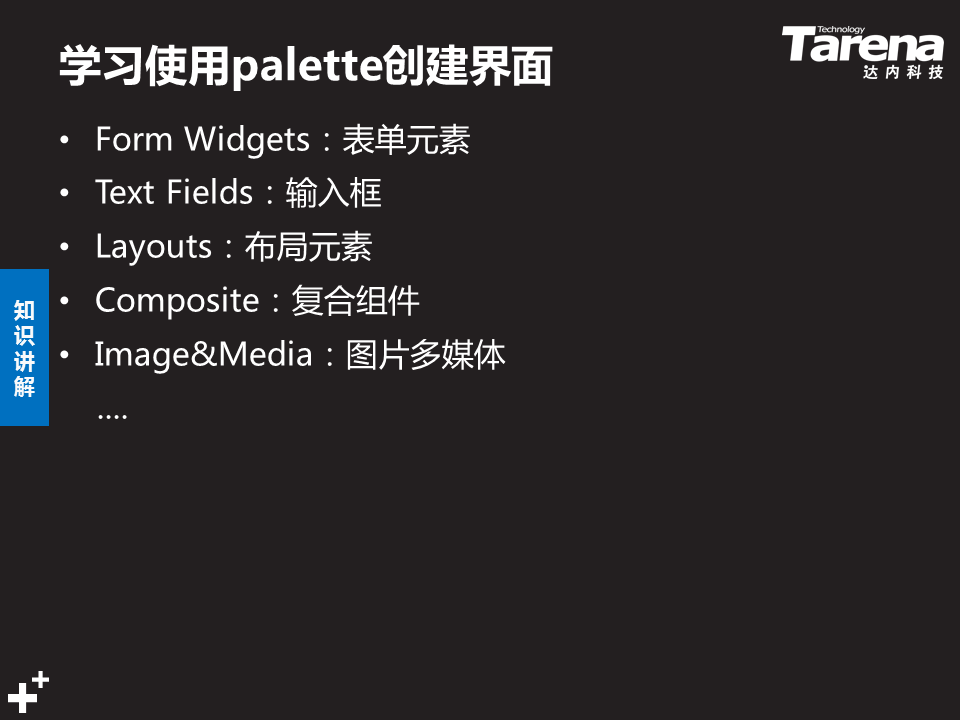 学习使用palette创建界面
Technology
Tarena
达内科技
• Form Widgets：表单元素
• Text Fields：输入框
• Layouts：布局元素
• Composite：复合组件
• Image&Media：图片多媒体
....
知识讲解